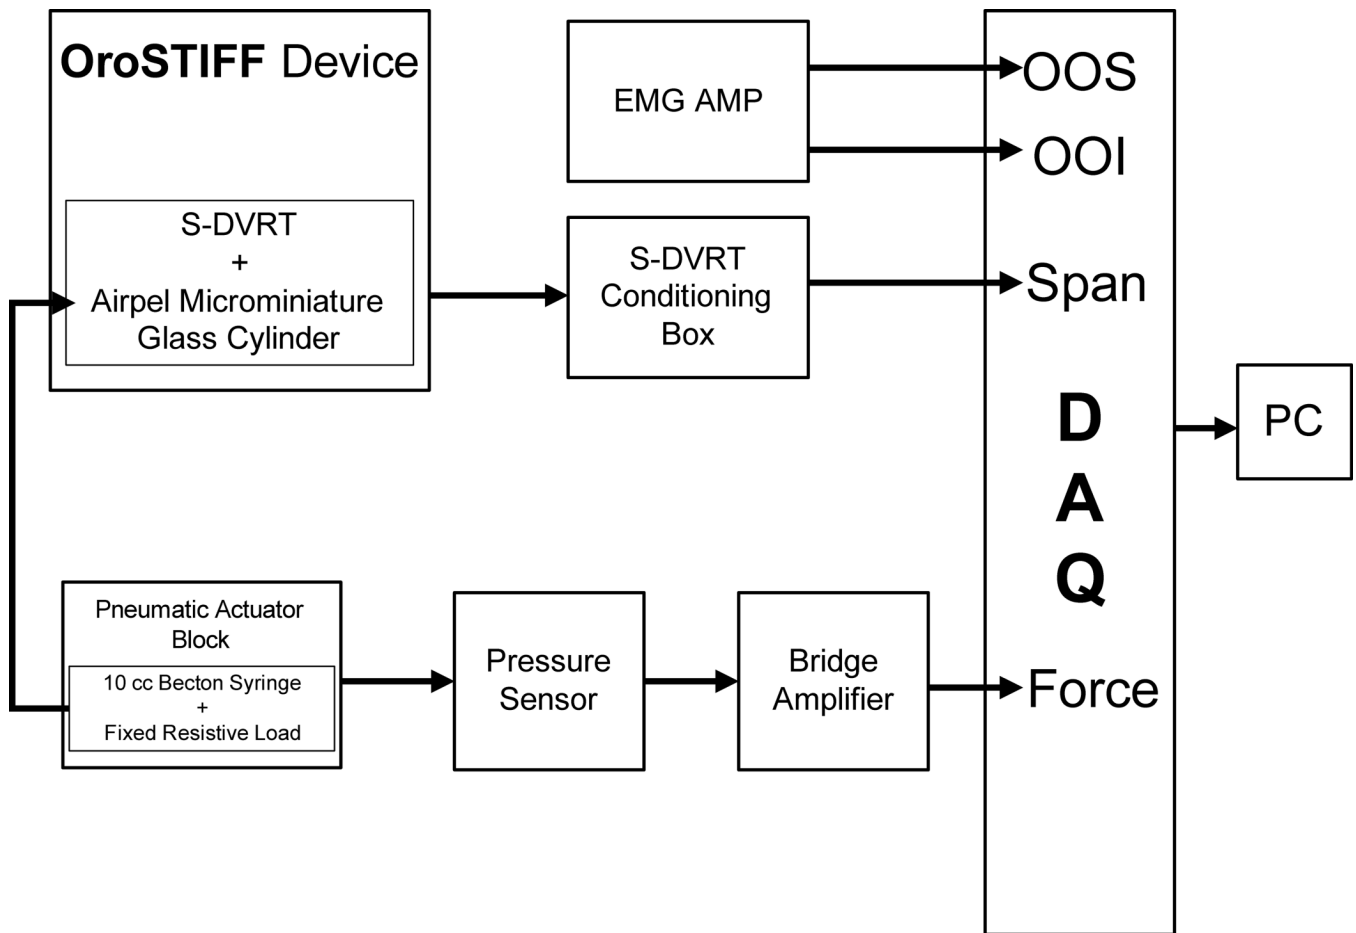 OroSTIFF Device
S-DVRT
+
Airpel Microminiature
Glass Cylinder
EMG AMP
S-DVRT
Conditioning
Box
OOS
OOI
Span
D
A
Q
Force
PC
Pneumatic Actuator
Block
10 cc Becton Syringe
+
Fixed Resistive Load
Pressure
Sensor
Bridge
Amplifier